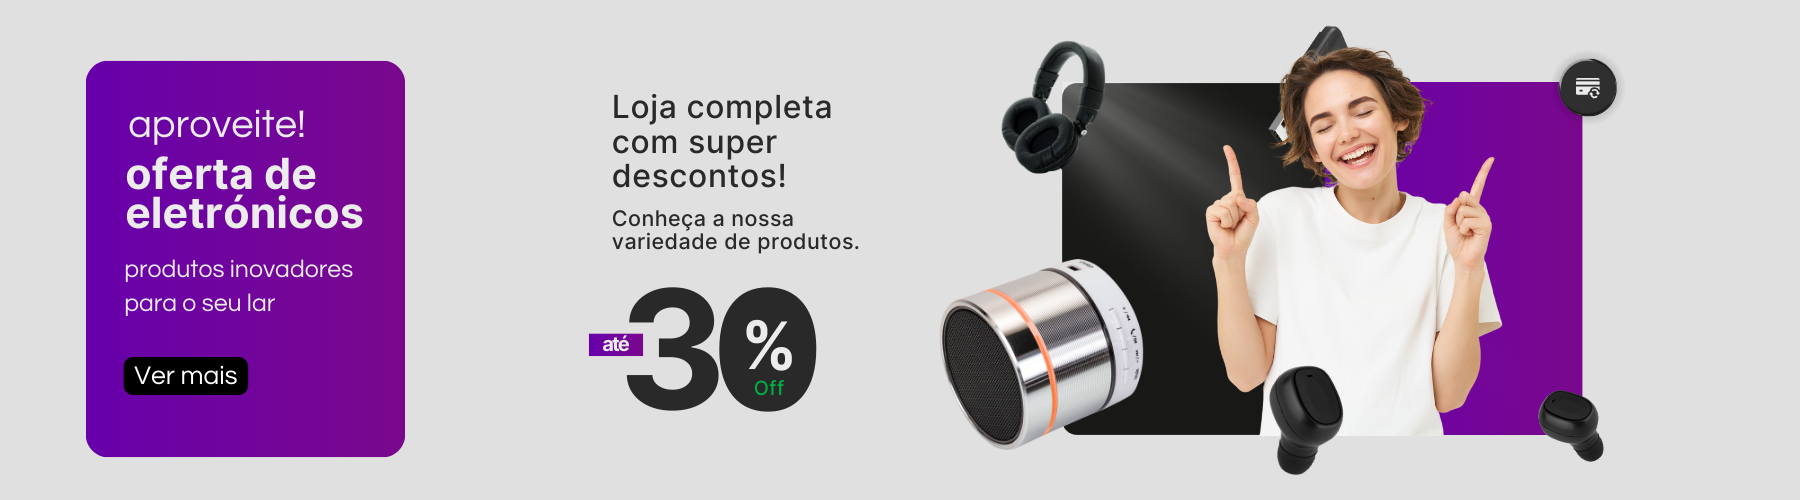 aproveite!
oferta de
eletrónicos
produtos inovadores
para o seu lar
Ver mais
Loja completa
com super
descontos!
Conheça a nossa
variedade de produtos.
até
30
%
Off